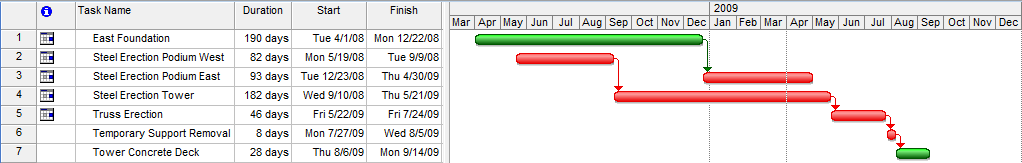 2009
Task Name Duration Start Finish Mar Apr May Jun Jul Aug Sep Oct Nov Dec Jan Feb Mar Apr May Jun Jul Aug Sep Oct Nov Dec
1 East Foundation 190 days Tue 4/1/08 Mon 12/22/08
2 Steel Erection Podium West 82 days Mon 5/19/08 Tue 9/9/08
3 Steel Erection Podium East 93 days Tue 12/23/08 Thu 4/30/09
4 Steel Erection Tower 182 days Wed 9/10/08 Thu 5/21/09
5 Truss Erection 46 days Fri 5/22/09 Fri 7/24/09
6 Temporary Support Removal 8 days Mon 7/27/09 Wed 8/5/09
7 Tower Concrete Deck 28 days Thu 8/6/09 Mon 9/14/09